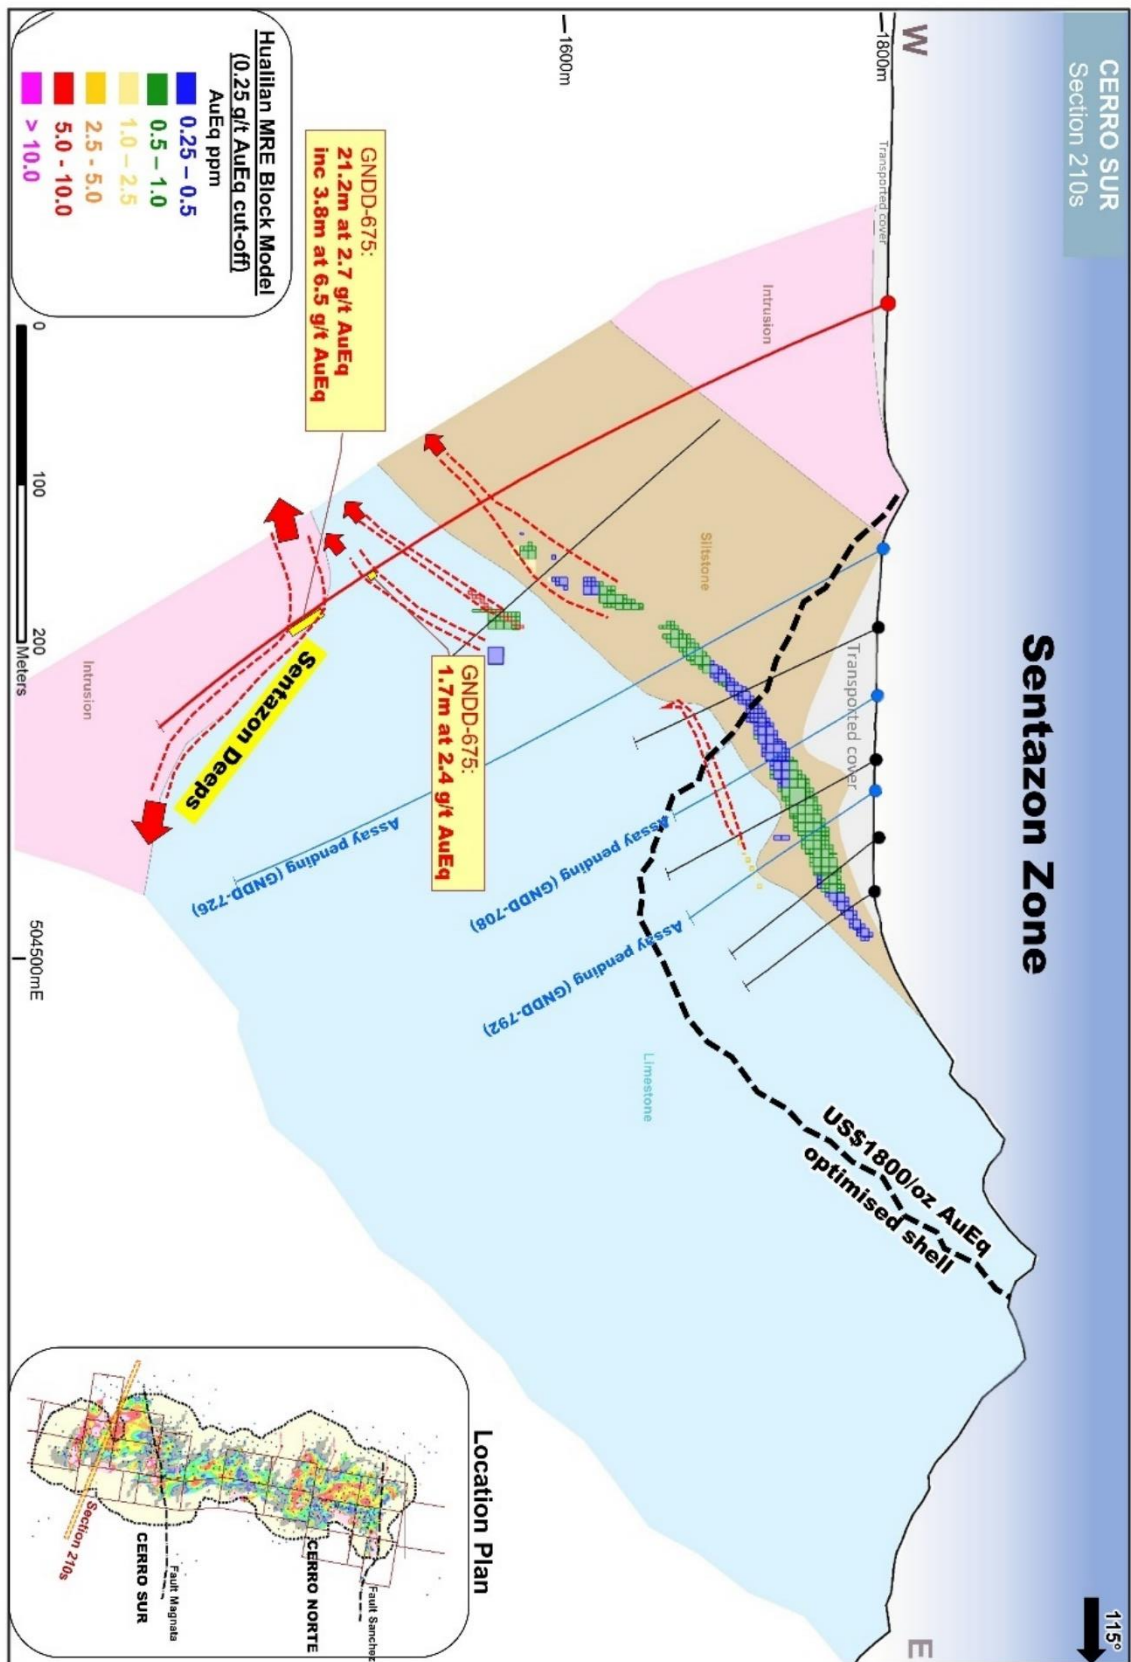 CERRO SUR
Section 210s
Sentazon Zone
115°
W
E
1800m
1600m
Transported cover
Transported cover
Intrusion
Siltstone
Limestone
Intrusion
US$1800/oz AuEq
optimised shell
GNDD-675:
1.7m at 2.4 g/t AuEq
GNDD-675:
21.2m at 2.7 g/t AuEq
inc 3.8m at 6.5 g/t AuEq
Assay pending (GNDD-792)
Assay pending (GNDD-708)
Assay pending (GNDD-726)
Sentazon Deeps
Hualilan MRE Block Model
(0.25 g/t AuEq cut-off)
AuEq ppm
0.25 – 0.5
0.5 – 1.0
1.0 – 2.5
2.5 - 5.0
5.0 - 10.0
> 10.0
0
100
200
Meters
504500mE
Location Plan
Fault Sanchez
CERRO NORTE
Fault Magnata
CERRO SUR
Section 210s